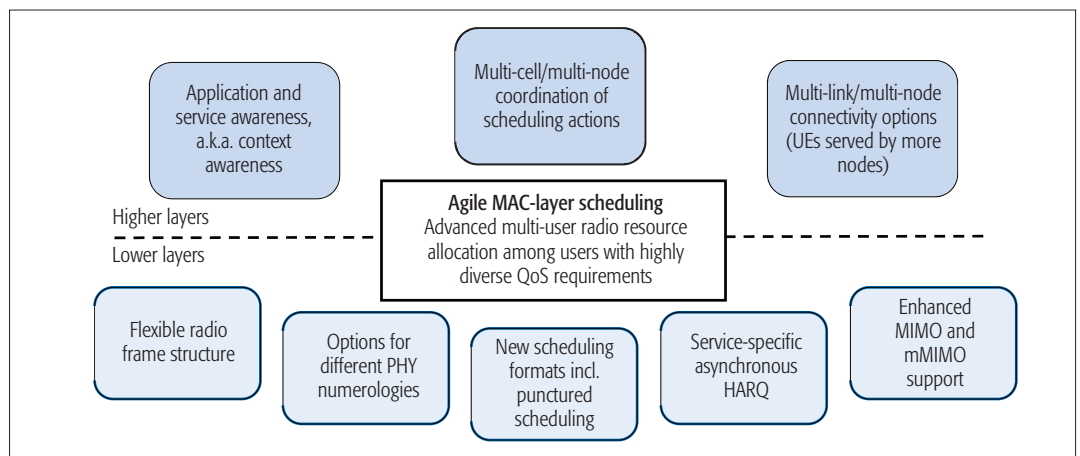 Application and
service awareness,
a.k.a. context
awareness
Multi-cell/multi-node
coordination of
scheduling actions
Multi-link/multi-node
connectivity options
(UEs served by more
nodes)
Higher layers
Lower layers
Agile MAC-layer scheduling
Advanced multi-user radio resource
allocation among users with highly
diverse QoS requirements
Flexible radio
frame structure
Options for
different PHY
numerologies
New scheduling
formats incl.
punctured
scheduling
Service-specific
asynchronous
HARQ
Enhanced
MIMO and
mMIMO
support